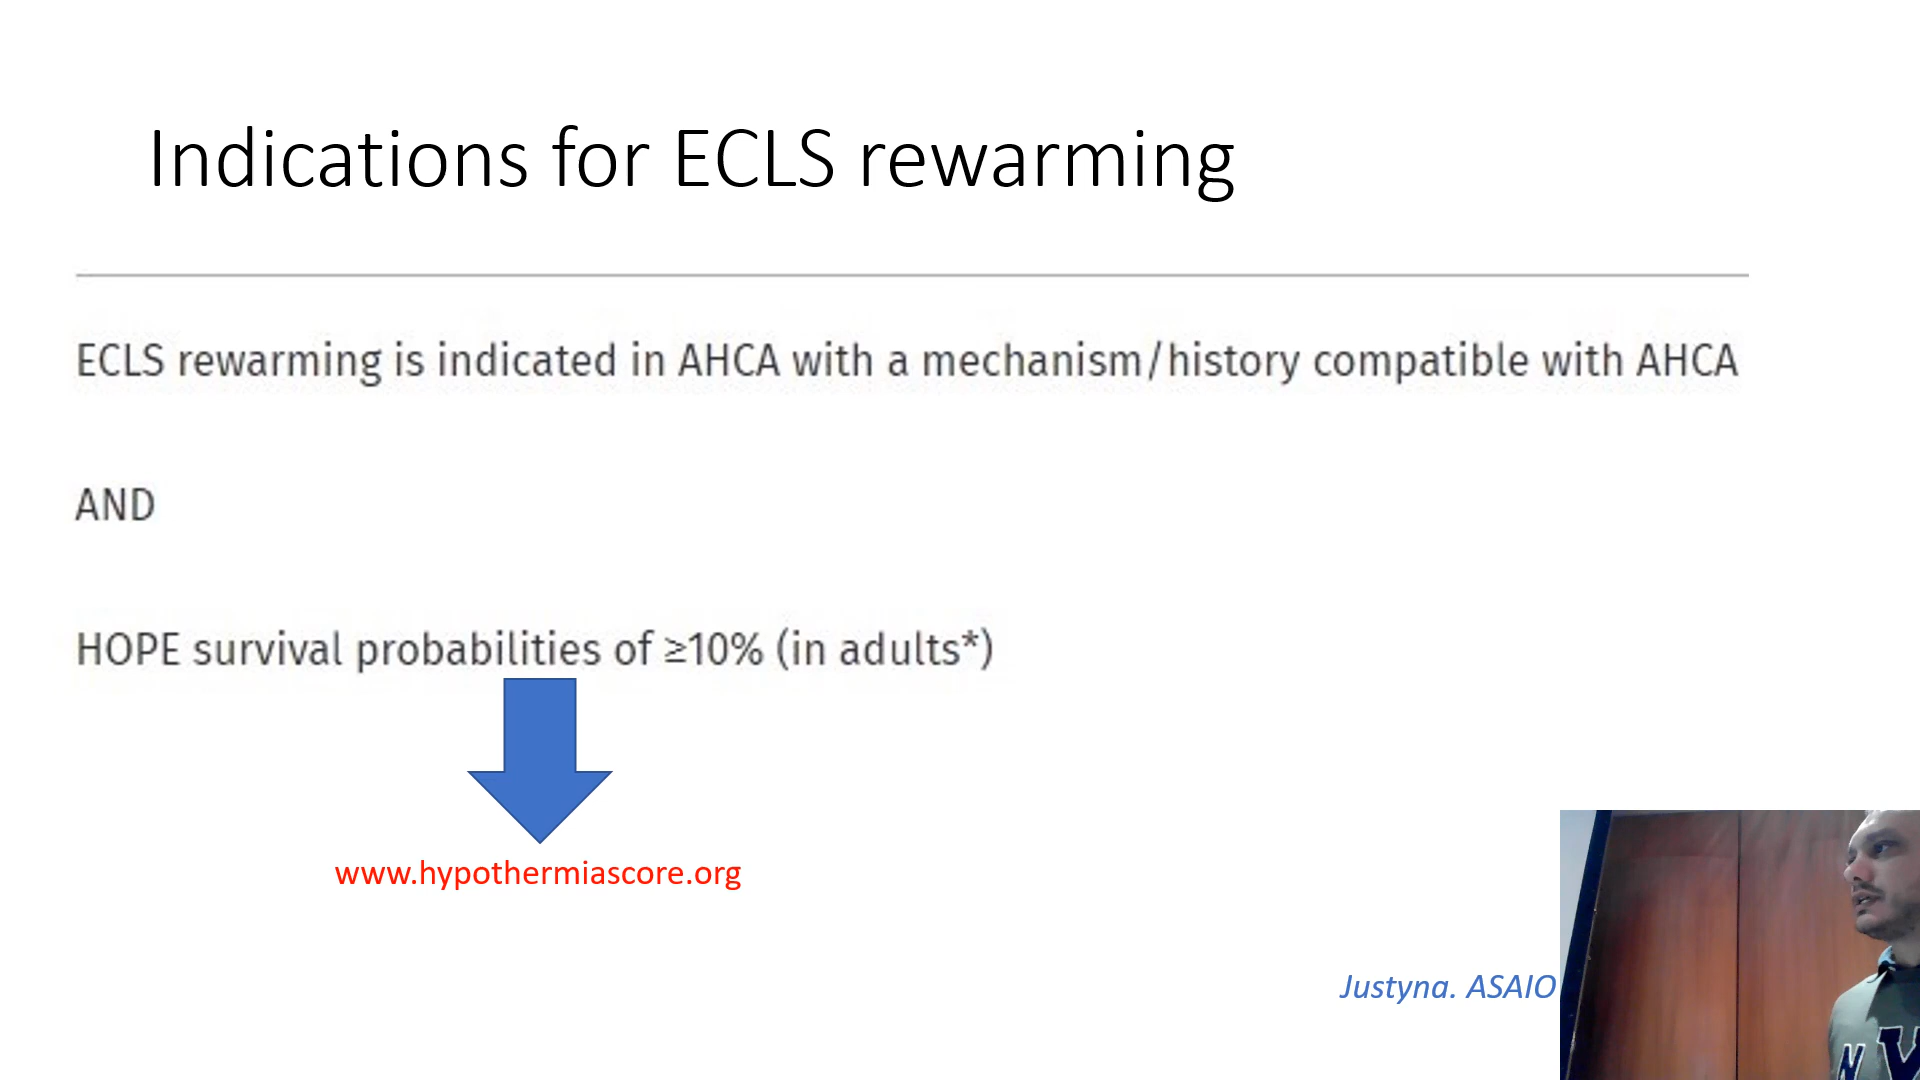 Indications for ECLS rewarming
ECLS rewarming is indicated in AHCA with a mechanism/history compatible with AHCA
AND
HOPE survival probabilities of ≥10% (in adults*)
www.hypothermiascore.org
Justyna. ASAIO
N Y